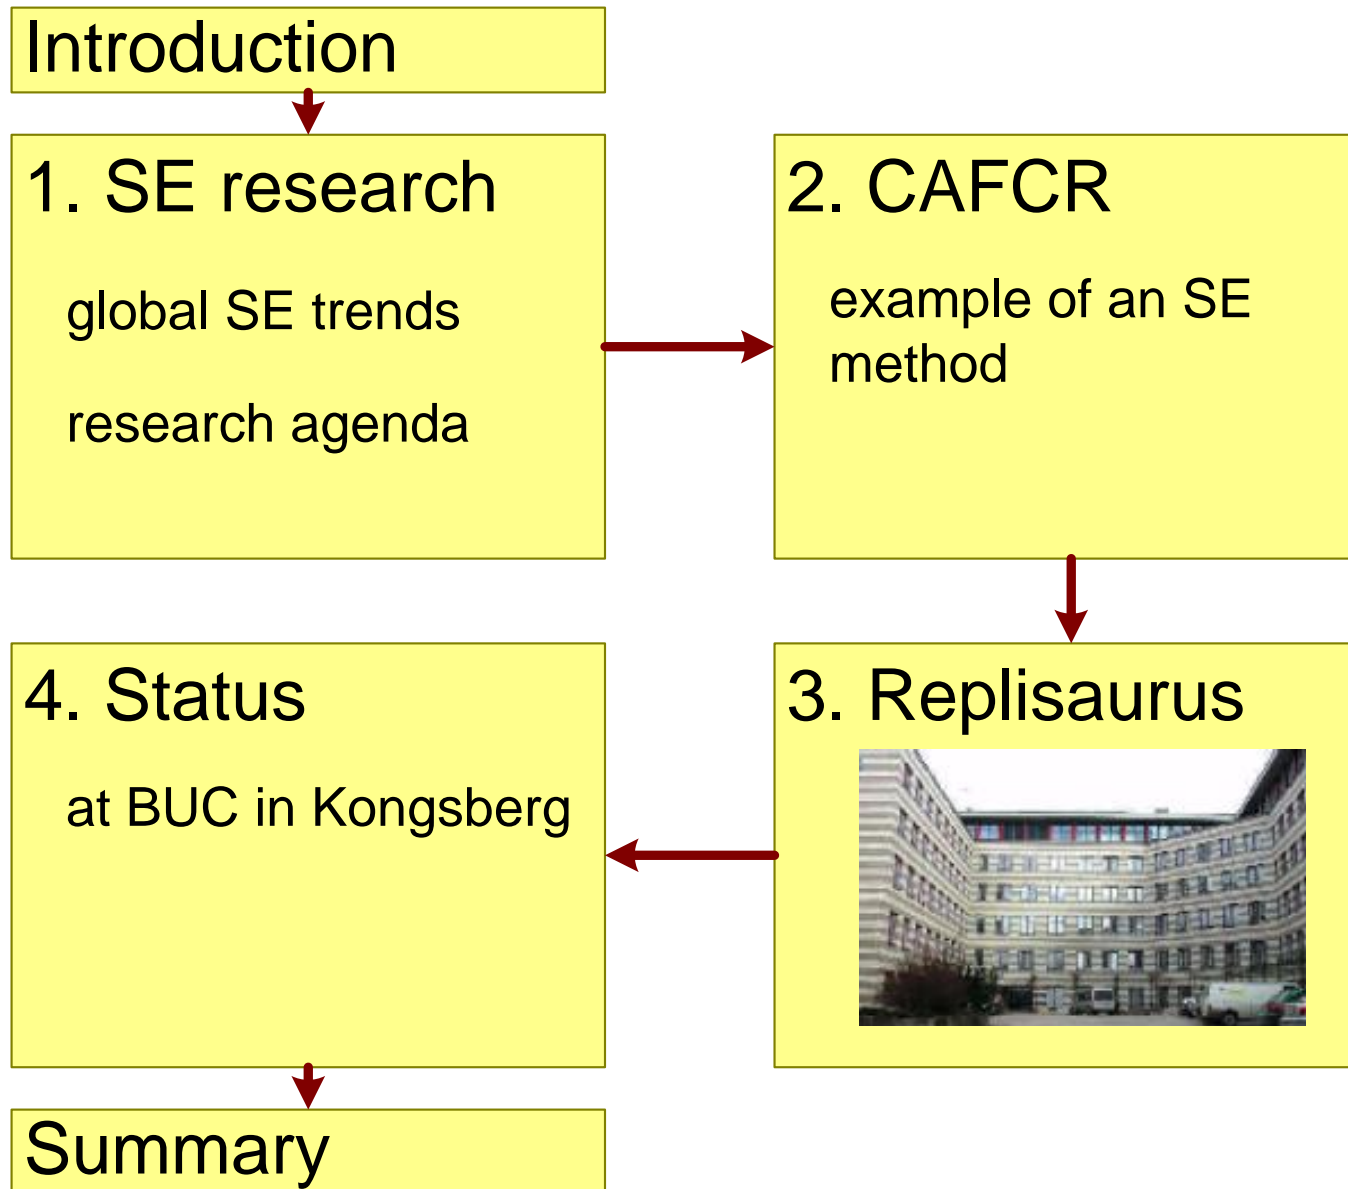 Introduction
1. SE research
global SE trends
research agenda
2. CAFCR
example of an SE
method
3. Replisaurus
4. Status
at BUC in Kongsberg
Summary